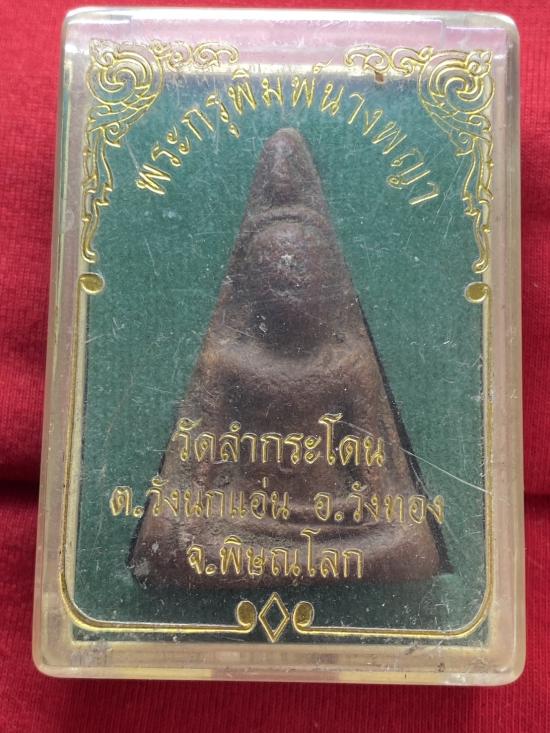 พระกรุพิมพ์นางพญา
วัดลำกระโดน
ต.วังนกแอ่น อ.วังทอง
จ.พิษณุโลก